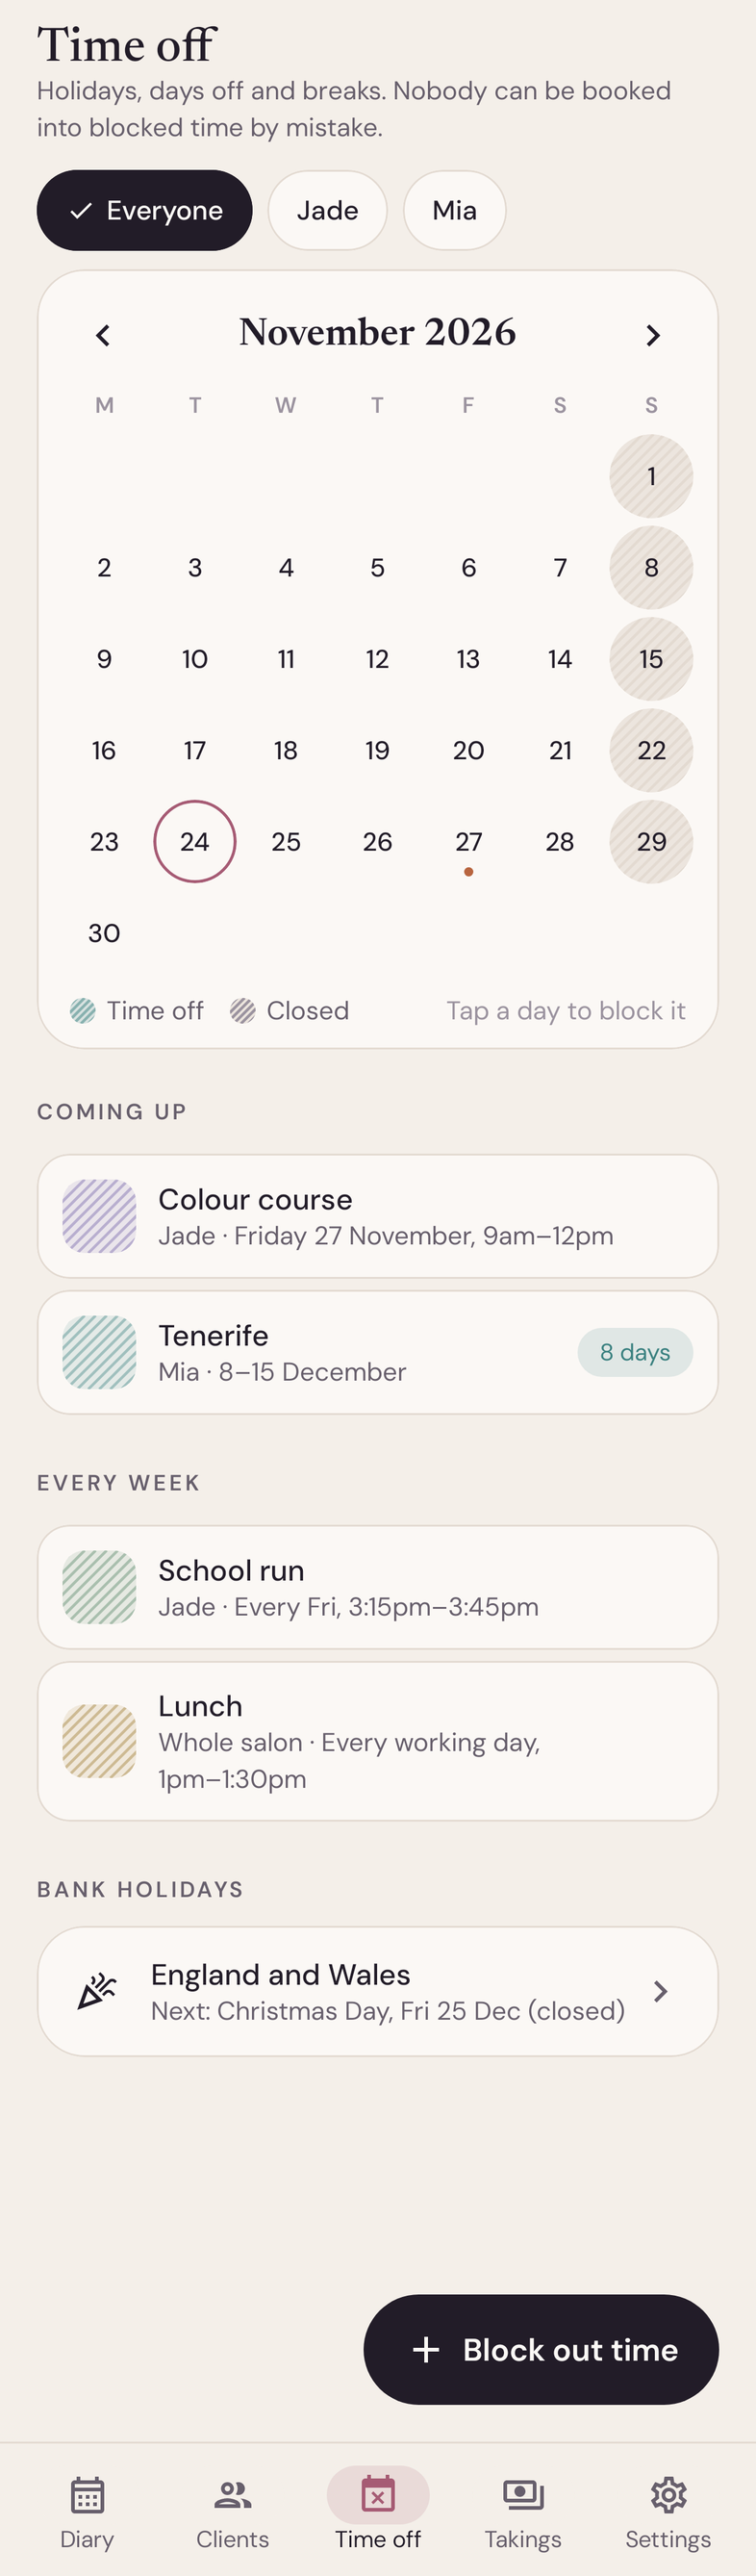 Time off
Holidays, days off and breaks. Nobody can be booked
into blocked time by mistake.
Everyone Jade Mia
November 2026
M T W T F S S
1
2 3 4 5 6 7 8
9 10 11 12 13 14 15
16 17 18 19 20 21 22
23 24 25 26 27 28 29
30
Time off Closed Tap a day to block it
COMING UP
Colour course
Jade · Friday 27 November, 9am–12pm
Tenerife
Mia · 8–15 December
8 days
EVERY WEEK
School run
Jade · Every Fri, 3:15pm–3:45pm
Lunch
Whole salon · Every working day,
1pm–1:30pm
BANK HOLIDAYS
England and Wales
Next: Christmas Day, Fri 25 Dec (closed)
Block out time
Diary Clients Time off Takings Settings